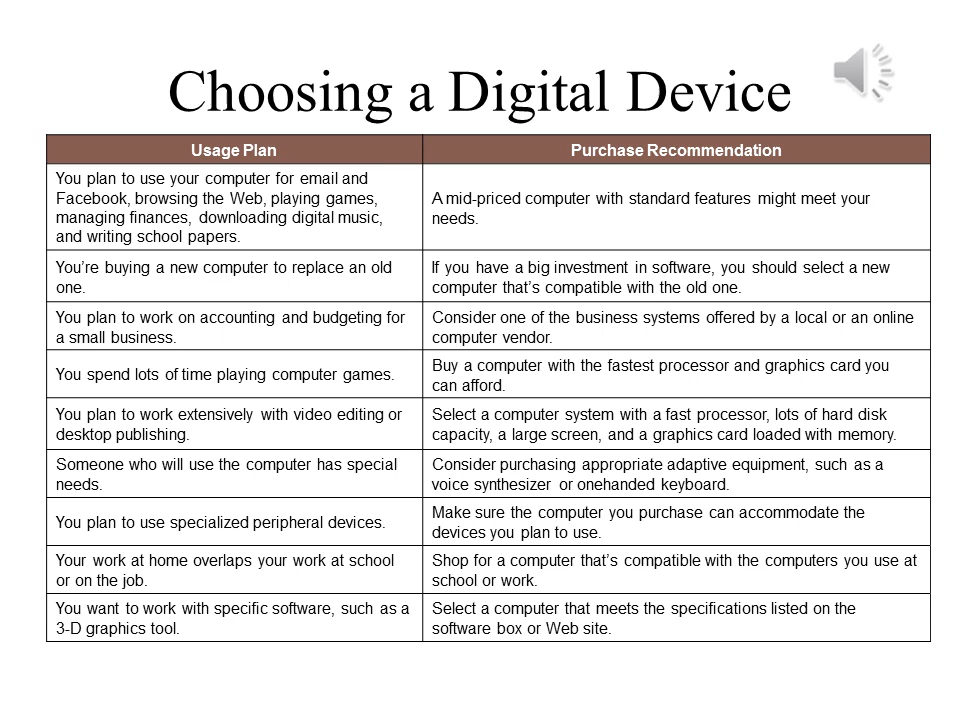 Choosing a Digital Device
Usage Plan
Purchase Recommendation
You plan to use your computer for email and
Facebook, browsing the Web, playing games,
managing finances, downloading digital music,
and writing school papers.
A mid-priced computer with standard features might meet your
needs.
You’re buying a new computer to replace an old
one.
If you have a big investment in software, you should select a new
computer that’s compatible with the old one.
You plan to work on accounting and budgeting for
a small business.
Consider one of the business systems offered by a local or an online
computer vendor.
You spend lots of time playing computer games.
Buy a computer with the fastest processor and graphics card you
can afford.
You plan to work extensively with video editing or
desktop publishing.
Select a computer system with a fast processor, lots of hard disk
capacity, a large screen, and a graphics card loaded with memory.
Someone who will use the computer has special
needs.
Consider purchasing appropriate adaptive equipment, such as a
voice synthesizer or onehanded keyboard.
You plan to use specialized peripheral devices.
Make sure the computer you purchase can accommodate the
devices you plan to use.
Your work at home overlaps your work at school
or on the job.
Shop for a computer that’s compatible with the computers you use at
school or work.
You want to work with specific software, such as a
3-D graphics tool.
Select a computer that meets the specifications listed on the
software box or Web site.